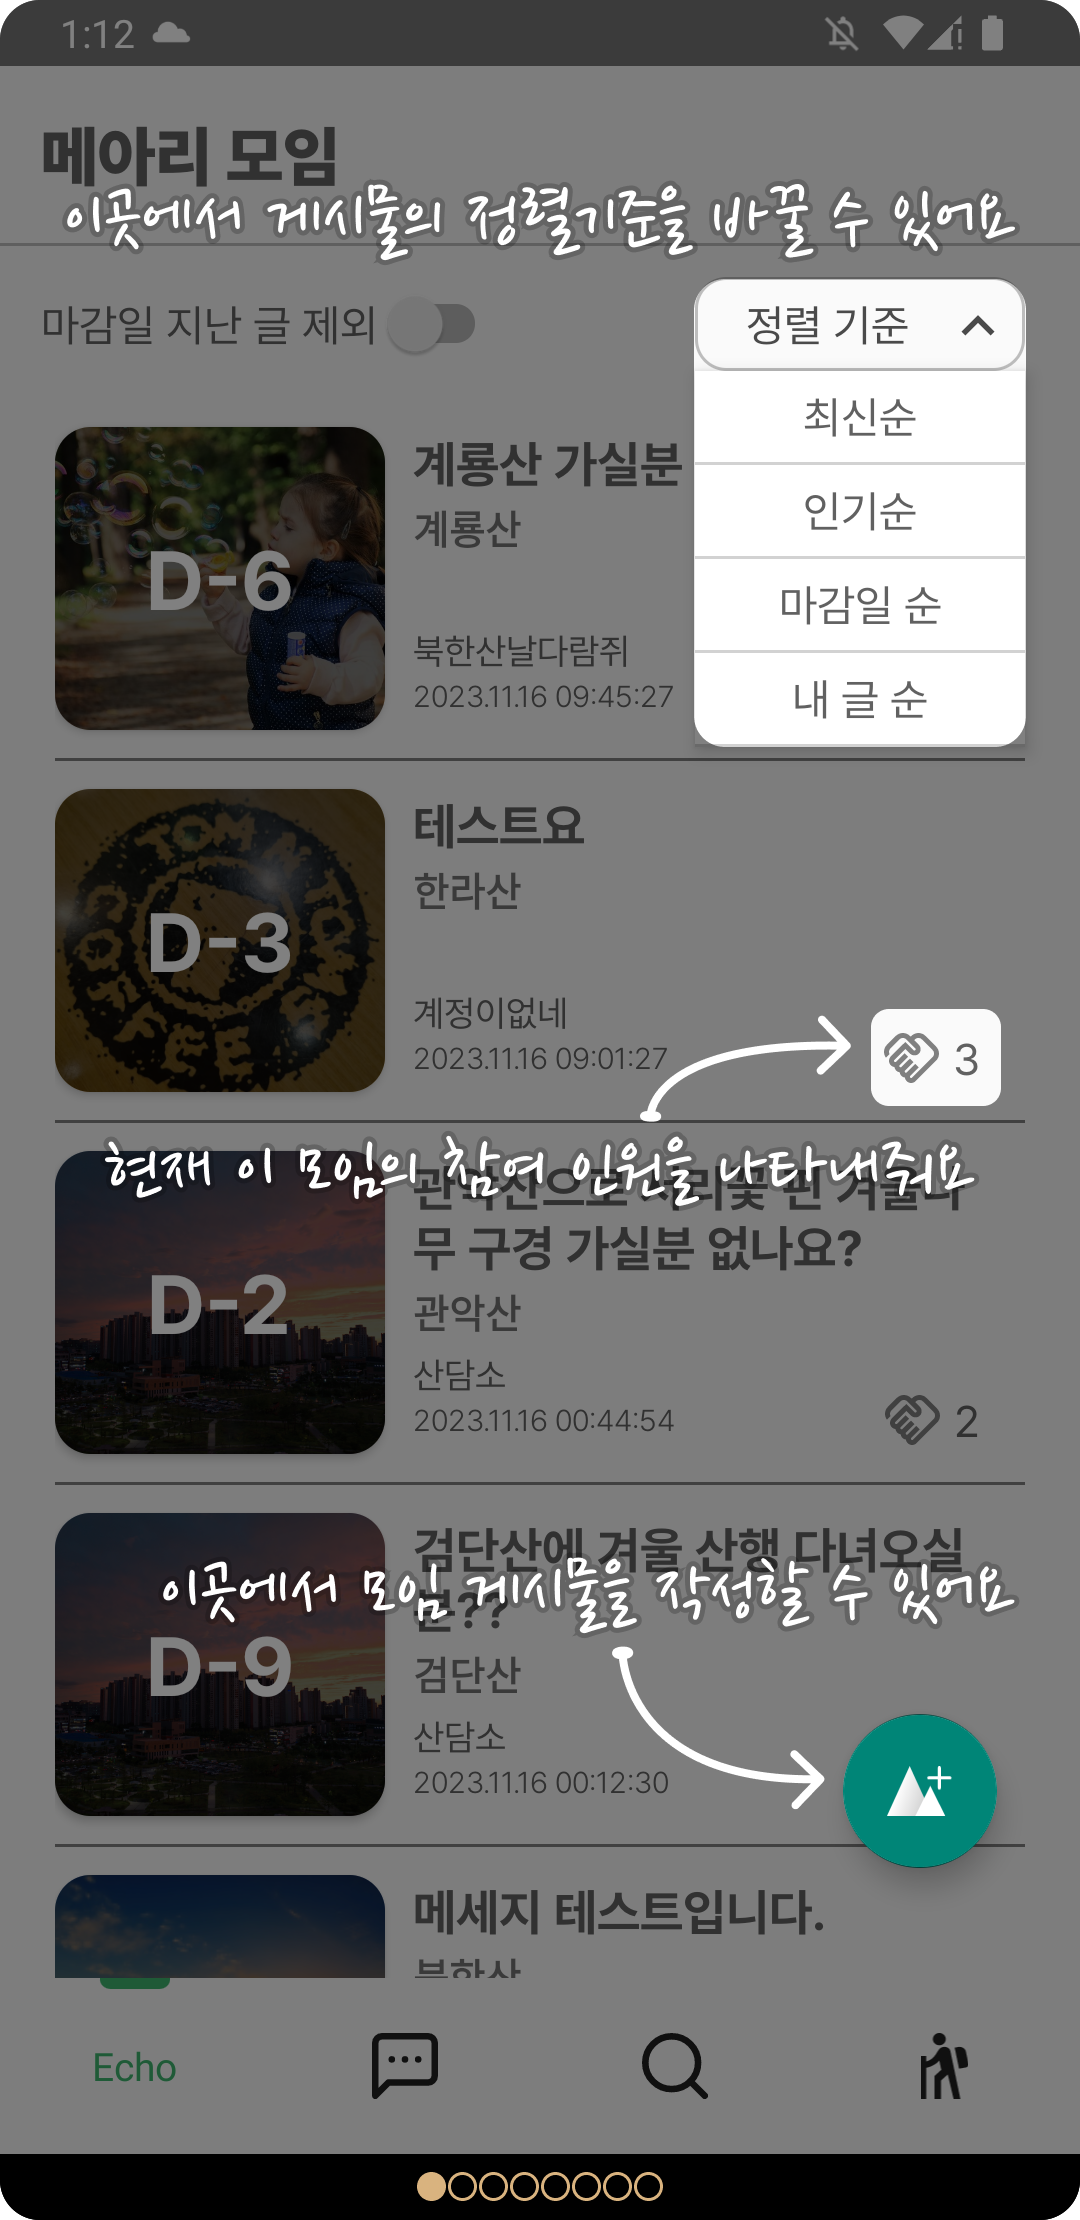 1:12
메아리 모임
이곳에서 게시물의 정렬기준을 바꿀 수 있어요
마감일 지난 글 제외
정렬 기준
최신순
인기순
마감일 순
내 글 순
D-6
계룡산 가실분
계룡산
북한산날다람쥐
2023.11.16 09:45:27
D-3
테스트요
한라산
계정이없네
2023.11.16 09:01:27
3
현재 이 모임의 참여 인원을 나타내줘요
D-2
관악산으로 핀 겨울나
무 구경 가실분 없나요?
관악산
산담소
2023.11.16 00:44:54
2
검단산에 겨울 산행 다녀오실
분??
이곳에서 모임 게시물을 작성할 수 있어요
D-9
검단산
산담소
2023.11.16 00:12:30
메세지 테스트입니다.
북한산
Echo